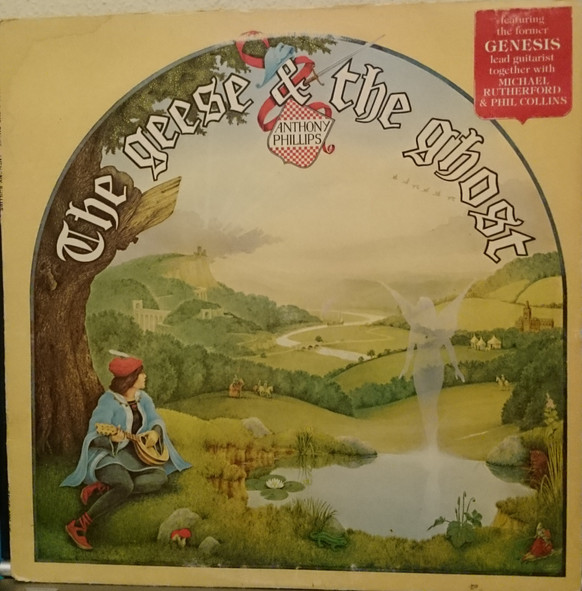 The geese & the ghost
ANTHONY
PHILLIPS
featuring
the former
GENESIS
lead guitarist
together with
MICHAEL
RUTHERFORD
& PHIL COLLINS